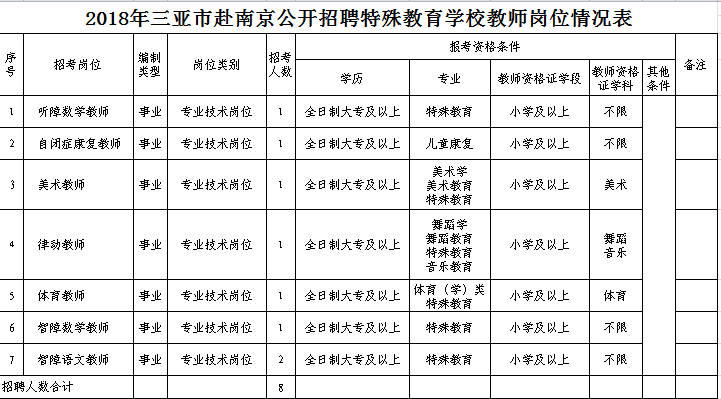 2018年三亚市赴南京公开招聘特殊教育学校教师岗位情况表
序号 招考岗位 编制类型 岗位类别 招考人数 报考资格条件 备注
学历 专业 教师资格证学段 教师资格证学科 其他条件
1 听障数学教师 事业 专业技术岗位 1 全日制大专及以上 特殊教育 小学及以上 不限
2 自闭症康复教师 事业 专业技术岗位 1 全日制大专及以上 儿童康复 小学及以上 不限
3 美术教师 事业 专业技术岗位 1 全日制大专及以上 美术学 美术教育 特殊教育 小学及以上 美术
4 律动教师 事业 专业技术岗位 1 全日制大专及以上 舞蹈学 舞蹈教育 特殊教育 音乐教育 小学及以上 舞蹈 音乐
5 体育教师 事业 专业技术岗位 1 全日制大专及以上 体育（学）类 特殊教育 小学及以上 体育
6 智障数学教师 事业 专业技术岗位 1 全日制大专及以上 特殊教育 小学及以上 不限
7 智障语文教师 事业 专业技术岗位 2 全日制大专及以上 特殊教育 小学及以上 不限
招聘人数合计 8